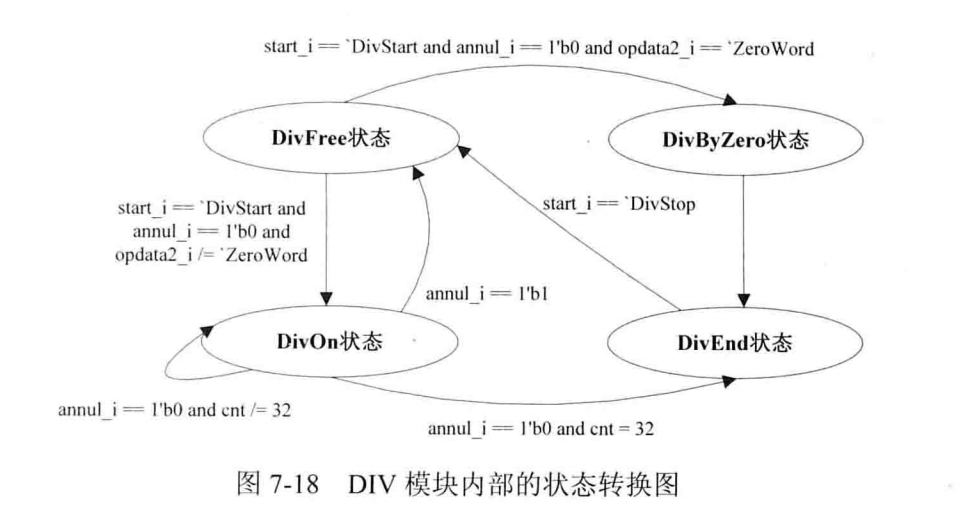 start_i == `DivStart and annul_i == 1'b0 and opdata2_i == `ZeroWord
DivFree状态
DivByZero状态
start_i == `DivStart and
annul_i == 1'b0 and
opdata2_i /= `ZeroWord
start_i == `DivStop
annul_i == 1'b1
DivOn状态
DivEnd状态
annul_i == 1'b0 and cnt /= 32
annul_i == 1'b0 and cnt = 32
图 7-18 DIV 模块内部的状态转换图